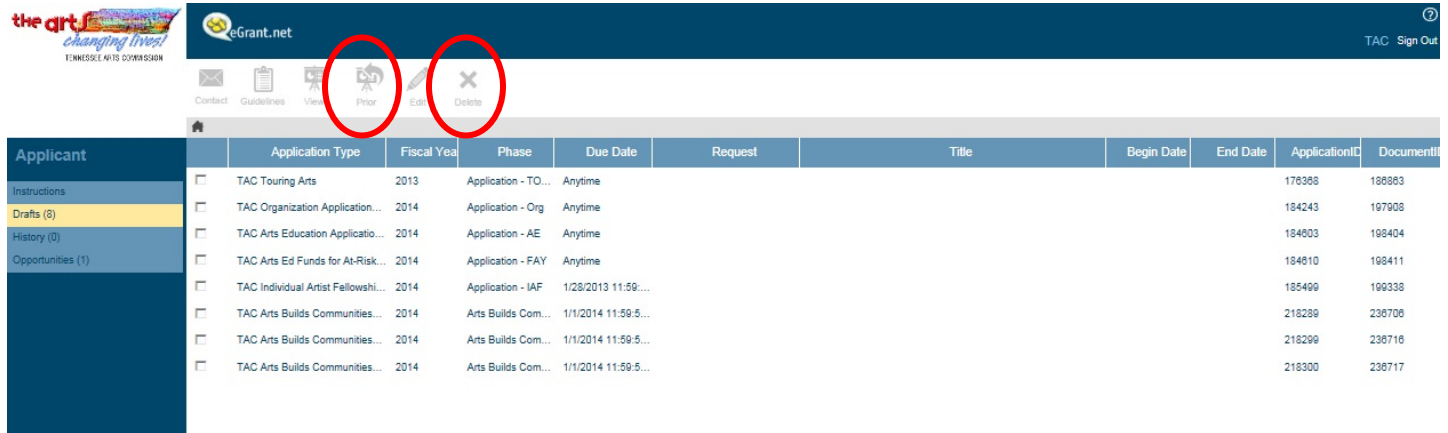 the arts
changing lives!
TENNESSEE ARTS COMMISSION
eGrant.net
TAC Sign Out
Contact Guidelines View Prior Edit Delete
Applicant
Instructions
Drafts (8)
History (0)
Opportunities (1)
Application Type Fiscal Yea Phase Due Date Request Title Begin Date End Date ApplicationID DocumentI
TAC Touring Arts 2013 Application - TO... Anytime 176368 186863
TAC Organization Application... 2014 Application - Org Anytime 184243 197908
TAC Arts Education Applicatio... 2014 Application - AE Anytime 184603 198404
TAC Arts Ed Funds for At-Risk... 2014 Application - FAY Anytime 184610 198411
TAC Individual Artist Fellowshi... 2014 Application - IAF 1/28/2013 11:59:... 185499 199338
TAC Arts Builds Communities... 2014 Arts Builds Com... 1/1/2014 11:59:5... 218289 236706
TAC Arts Builds Communities... 2014 Arts Builds Com... 1/1/2014 11:59:5... 218299 236716
TAC Arts Builds Communities... 2014 Arts Builds Com... 1/1/2014 11:59:5... 218300 236717